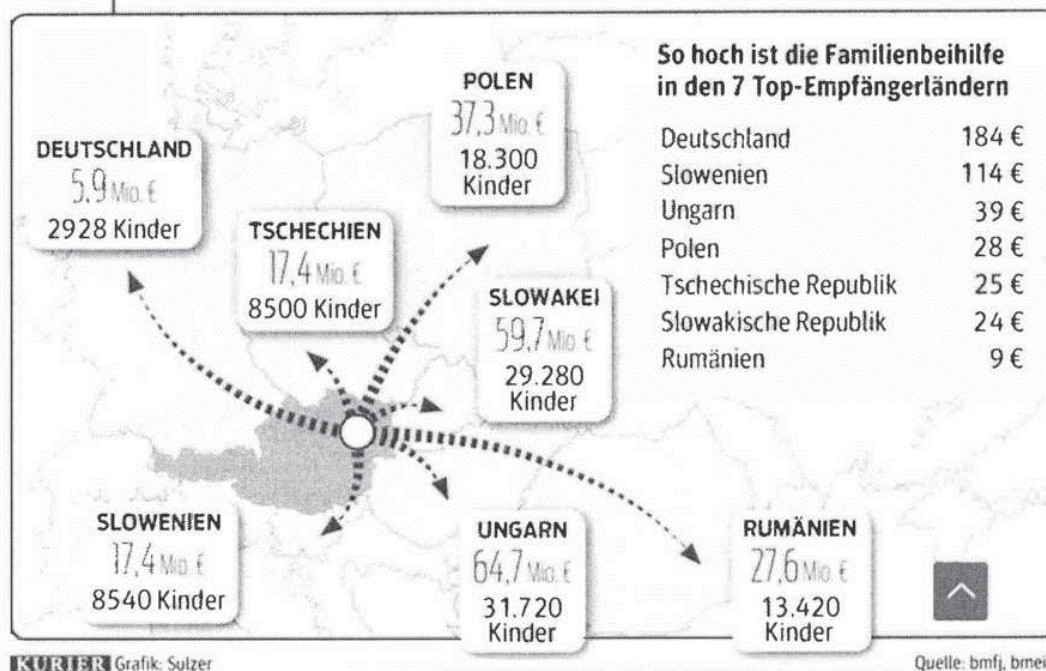 So hoch ist die Familienbeihilfe
in den 7 Top-Empfängerländern
Deutschland 184 €
Slowenien 114 €
Ungarn 39 €
Polen 28 €
Tschechische Republik 25 €
Slowakische Republik 24 €
Rumänien 9 €
POLEN
37,3 Mio. €
18.300
Kinder
DEUTSCHLAND
5,9 Mio. €
2928 Kinder
TSCHECHIEN
17,4 Mio. €
8500 Kinder
SLOWAKEI
59,7 Mio. €
29.280
Kinder
SLOWENIEN
17,4 Mio. €
8540 Kinder
UNGARN
64,7 Mio. €
31.720
Kinder
RUMÄNIEN
27,6 Mio. €
13.420
Kinder
KURIER Grafik: Sulzer
Quelle: bmfj, bmei